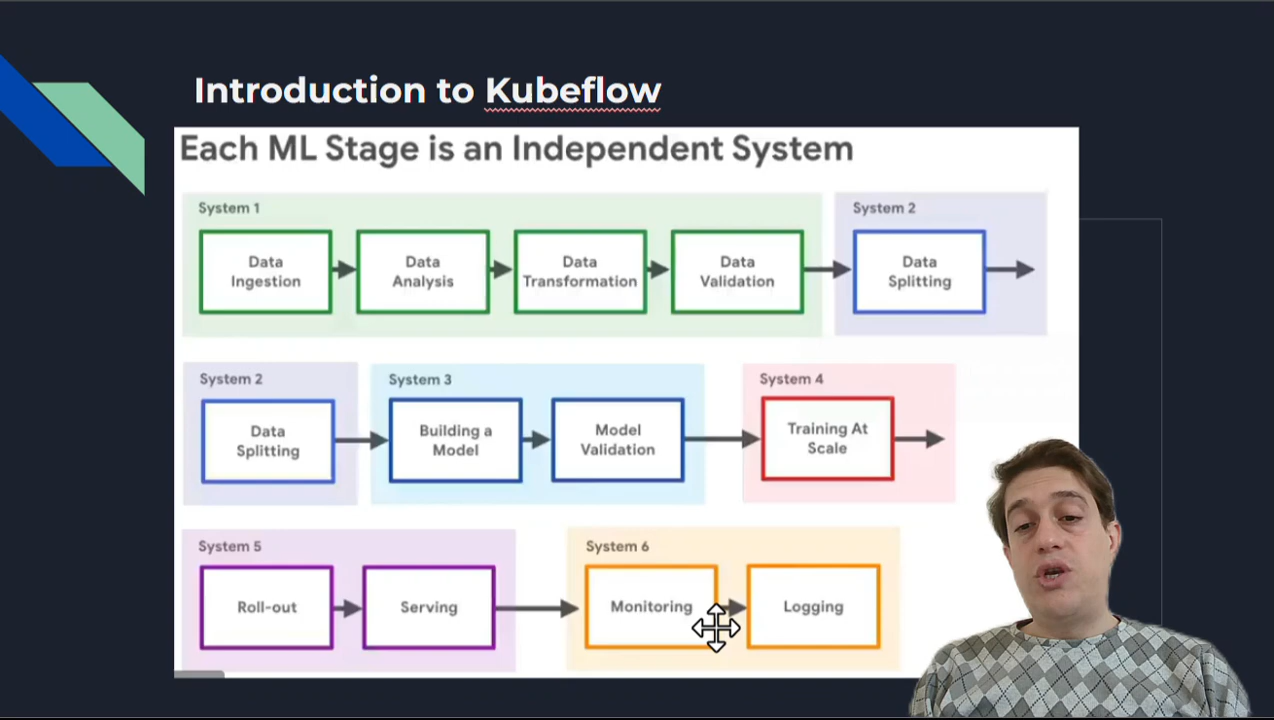 Introduction to Kubeflow
Each ML Stage is an Independent System
System 1
System 2
Data
Ingestion
Data
Analysis
Data
Transformation
Data
Validation
Data
Splitting
System 2
System 3
System 4
Data
Splitting
Building a
Model
Model
Validation
Training At
Scale
System 5
System 6
Roll-out
Serving
Monitoring
Logging